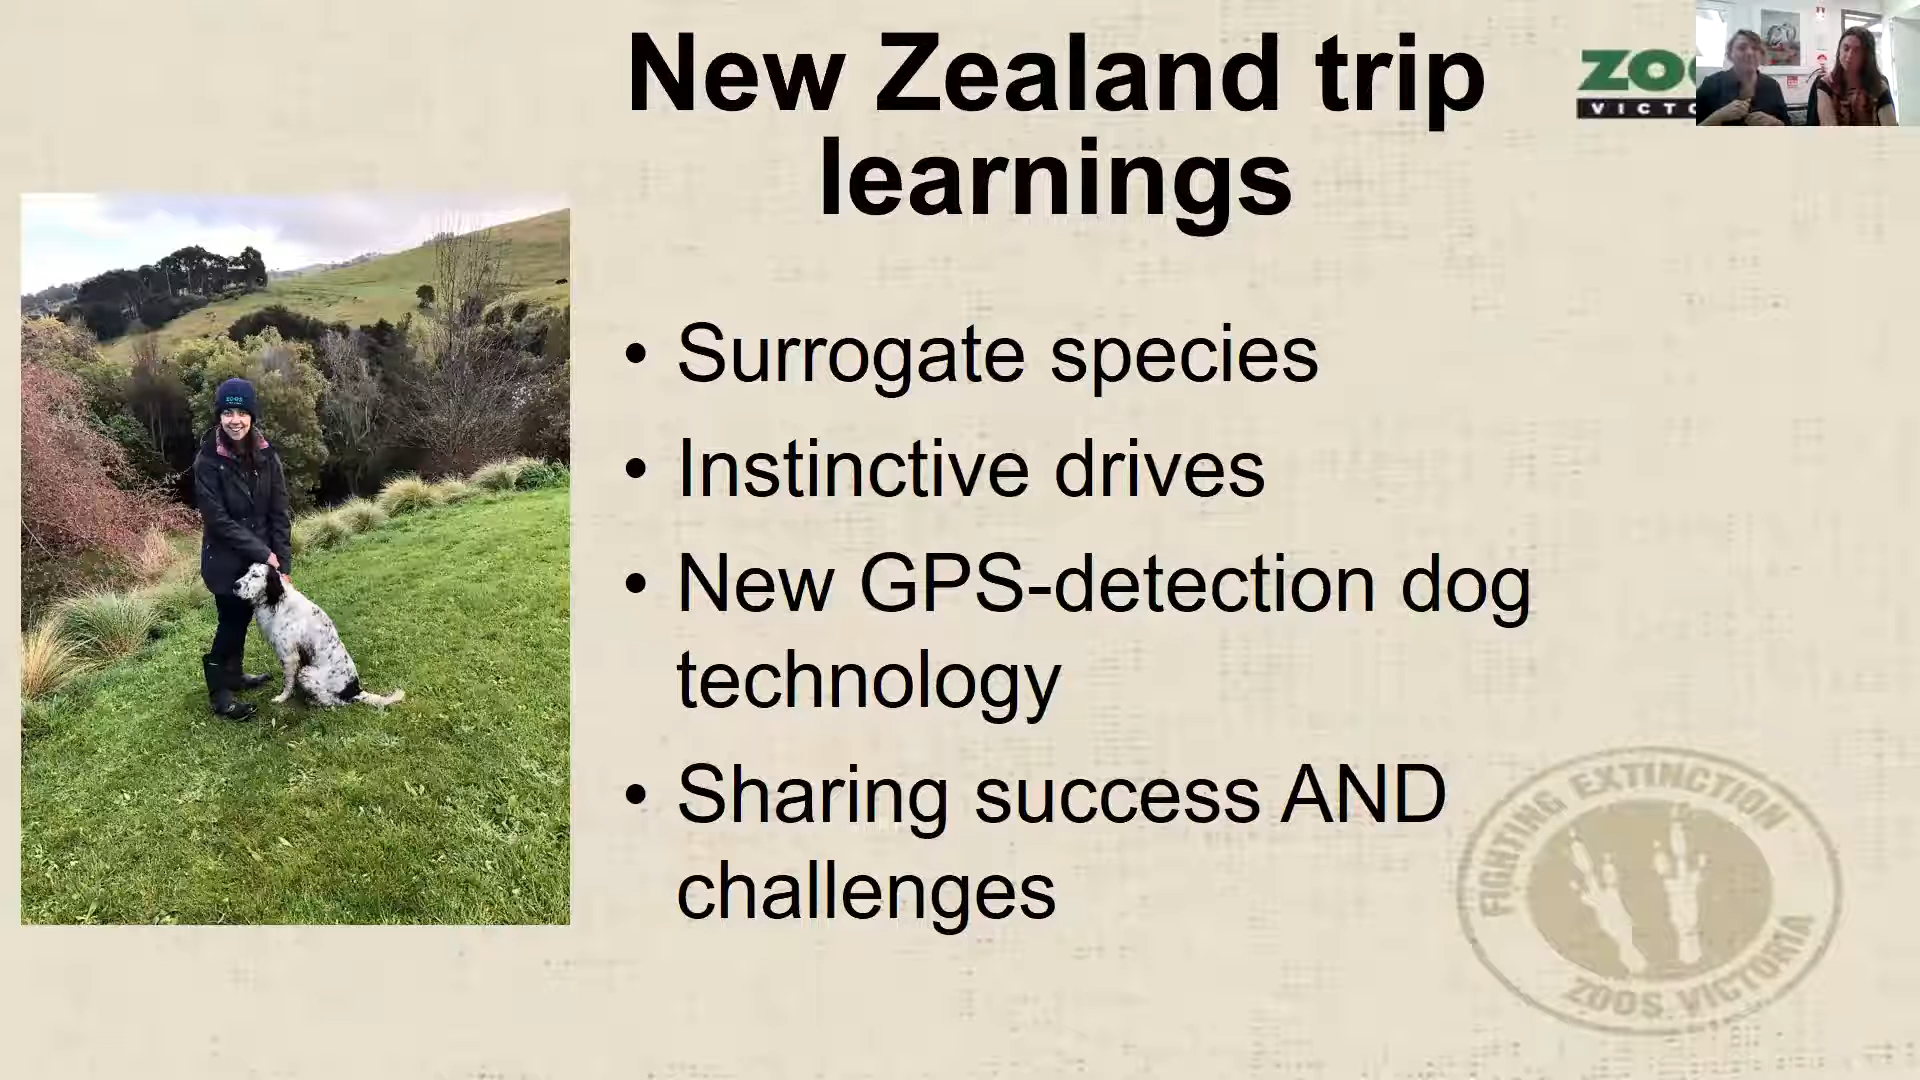 New Zealand trip
learnings
ZOO
VICTO
• Surrogate species
• Instinctive drives
• New GPS-detection dog
technology
• Sharing success AND
challenges
FIGHTING EXTINCTION
ZOOS VICTORIA